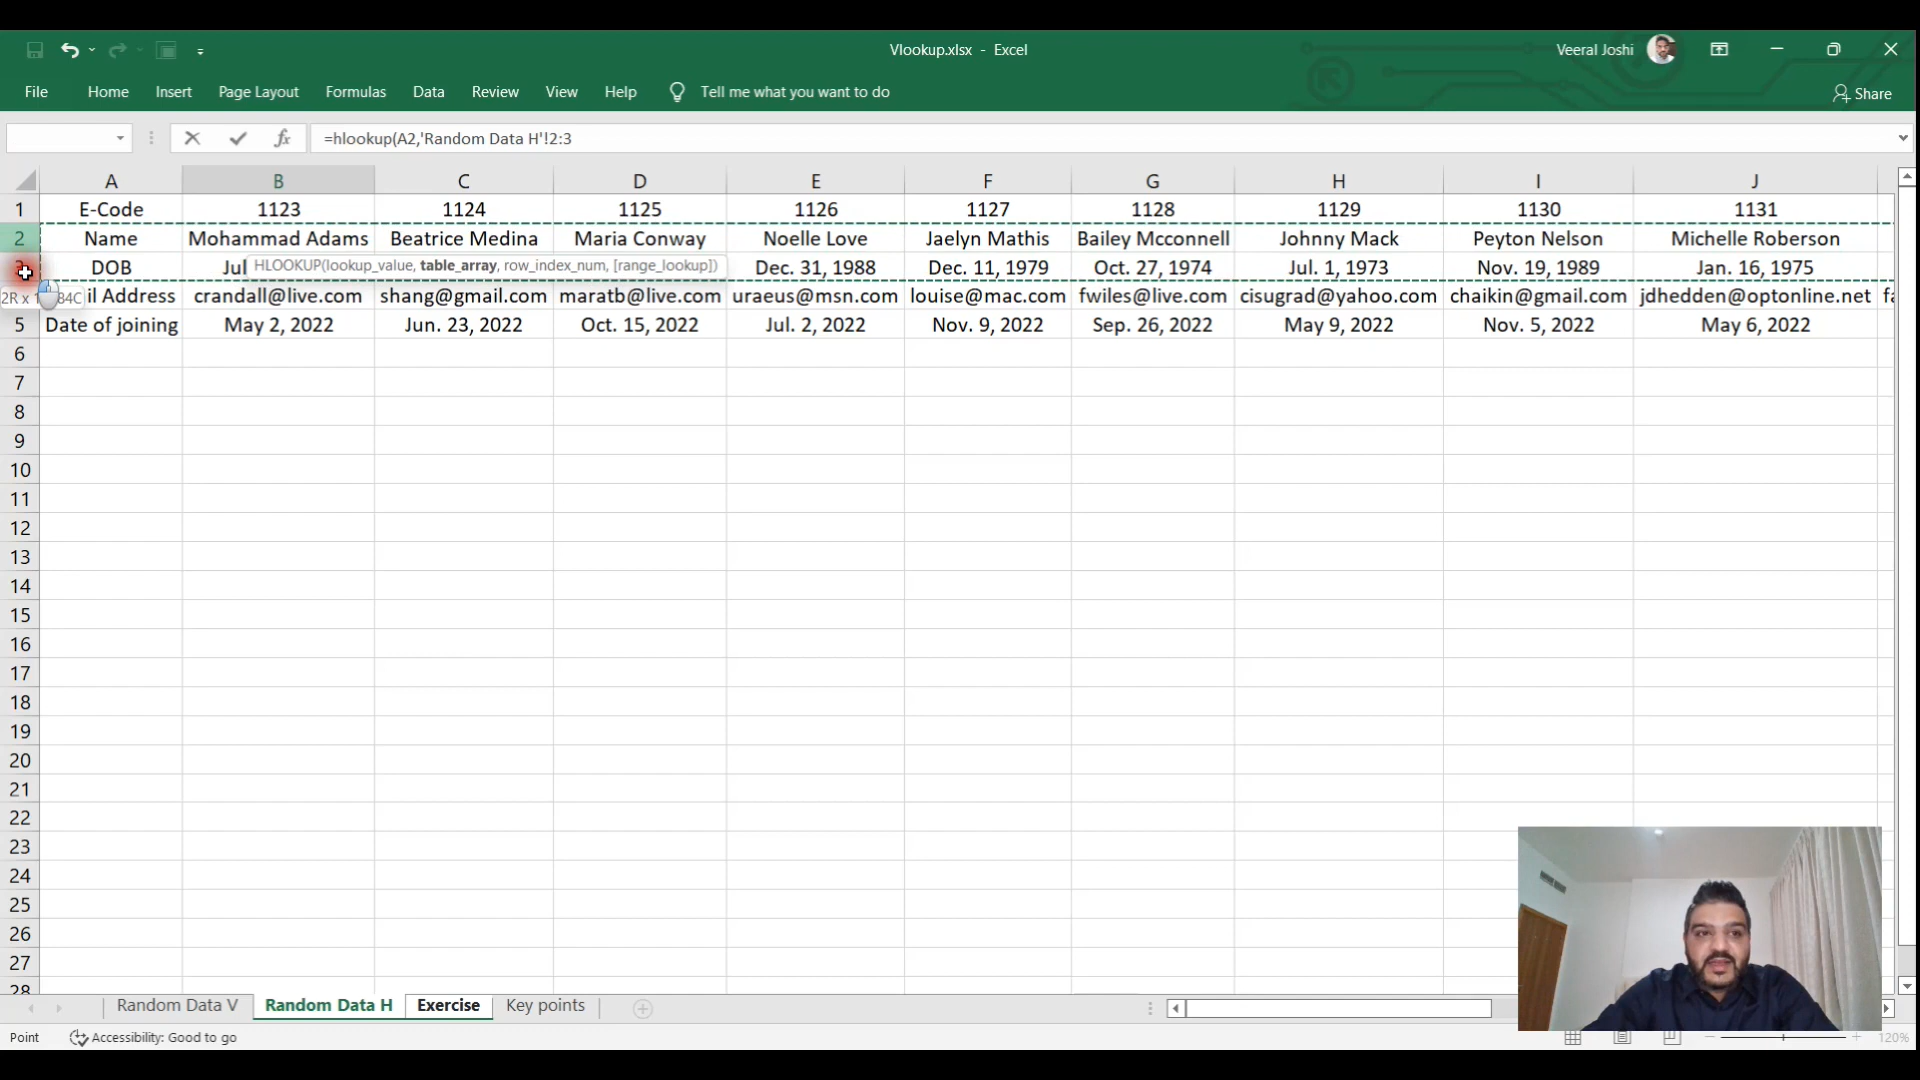 Vlookup.xlsx - Excel
Veeral Joshi
File Home Insert Page Layout Formulas Data Review View Help Tell me what you want to do
Share
=hlookup(A2,'Random Data H'!2:3
A B C D E F G H I J
1 E-Code 1123 1124 1125 1126 1127 1128 1129 1130 1131
2 Name Mohammad Adams Beatrice Medina Maria Conway Noelle Love Jaelyn Mathis Bailey Mcconnell Johnny Mack Peyton Nelson Michelle Roberson
DOB Jul Dec. 31, 1988 Dec. 11, 1979 Oct. 27, 1974 Jul. 1, 1973 Nov. 19, 1989 Jan. 16, 1975
HLOOKUP(lookup_value, table_array, row_index_num, [range_lookup])
2R x 1 84C il Address crandall@live.com shang@gmail.com maratb@live.com uraeus@msn.com louise@mac.com fwiles@live.com cisugrad@yahoo.com chaikin@gmail.com jdhedden@optonline.net
5 Date of joining May 2, 2022 Jun. 23, 2022 Oct. 15, 2022 Jul. 2, 2022 Nov. 9, 2022 Sep. 26, 2022 May 9, 2022 Nov. 5, 2022 May 6, 2022
6
7
8
9
10
11
12
13
14
15
16
17
18
19
20
21
22
23
24
25
26
27
28
Random Data V Random Data H Exercise Key points
Point Accessibility: Good to go 120%